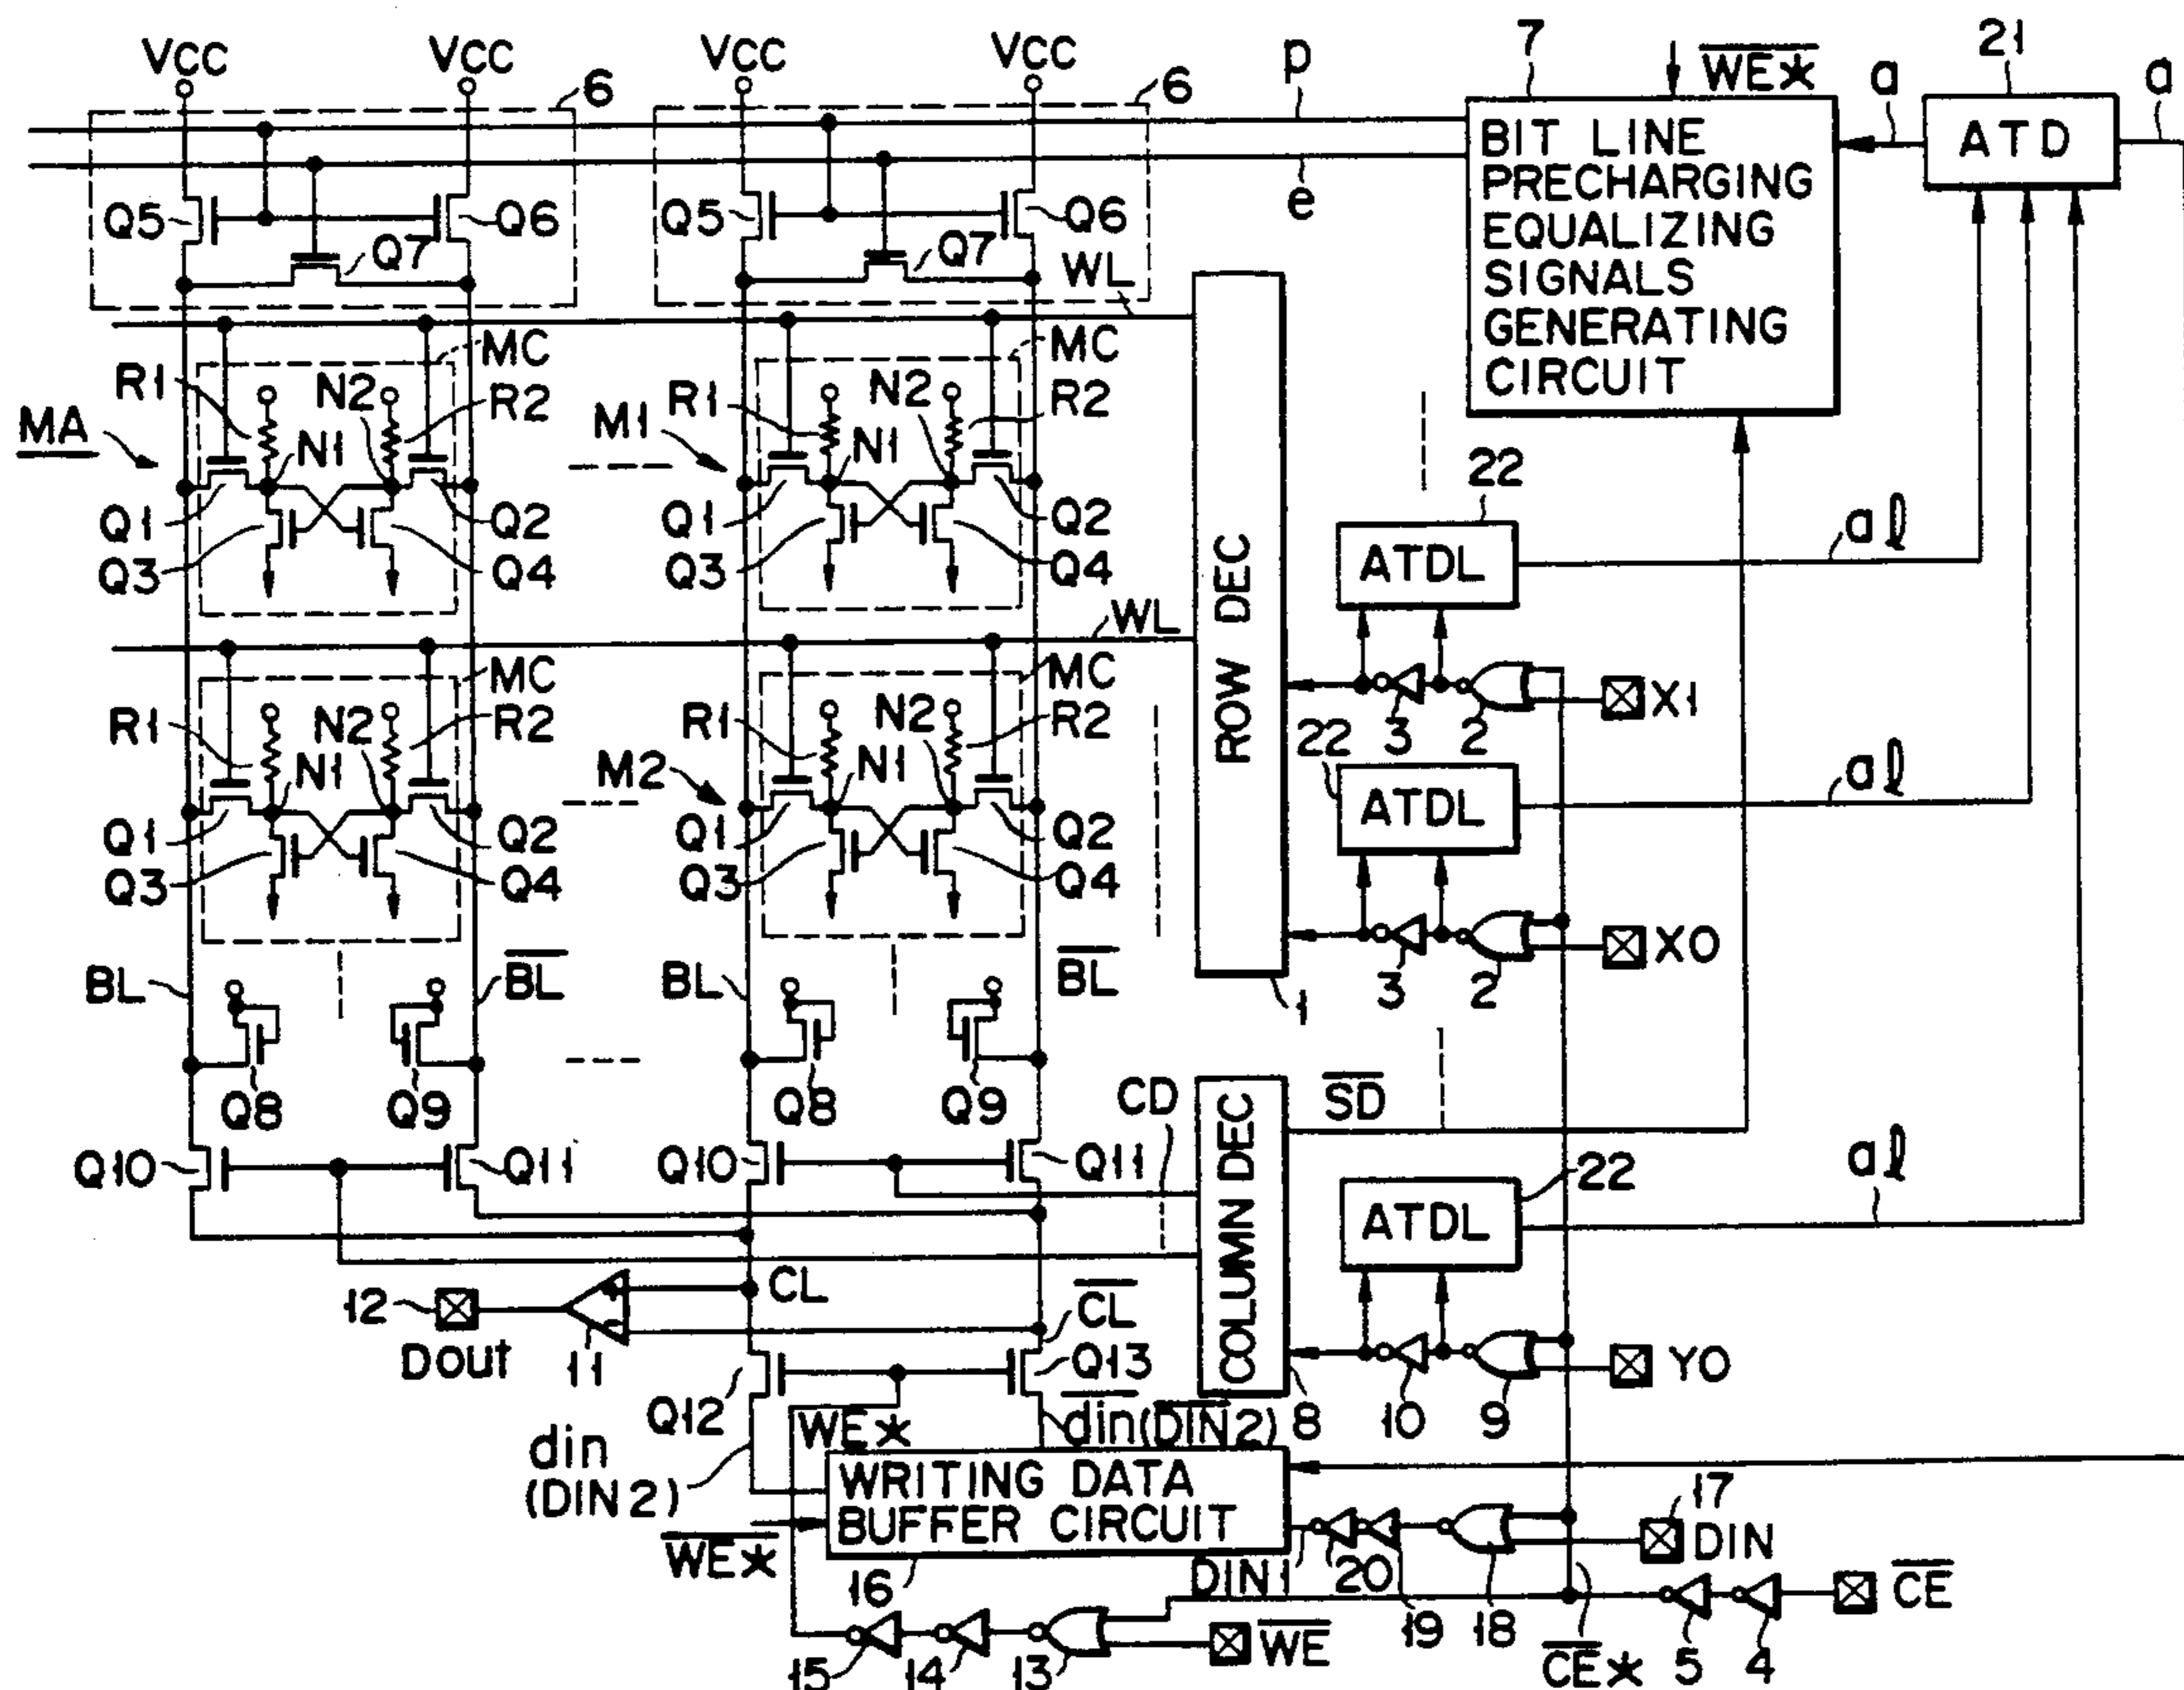 VCC VCC VCC VCC p 7 WE* 21
6 6 a ATD a
BIT LINE
PRECHARGING
EQUALIZING
SIGNALS
GENERATING
CIRCUIT
Q5 Q6 Q5 Q6 e
Q7 Q7 WL
MC MC
R1 N2 R2 R1 N2 R2
MA N1 M1 N1 22
Q1 Q2 Q1 Q2 al
Q3 Q4 Q3 Q4 ROW DEC ATDL
WL
MC MC X1
R1 N2 R2 R1 N2 R2 22 3 2
N1 M2 N1 ATDL al
Q1 Q2 Q1 Q2
Q3 Q4 Q3 Q4
X0
BL BL BL BL 3 2
1
Q8 Q9 Q8 Q9 CD SD
Q10 Q11 Q10 Q11 COLUMN DEC 22 al
ATDL
CL
12 CL
Dout 11 Q13 Y0
Q12 WE* din(DIN2) 8 10 9
din
(DIN2)
WRITING DATA
BUFFER CIRCUIT
17
DIN
WE* 16 DIN1 20 CE
19 18
15 14 13 WE CE* 5 4